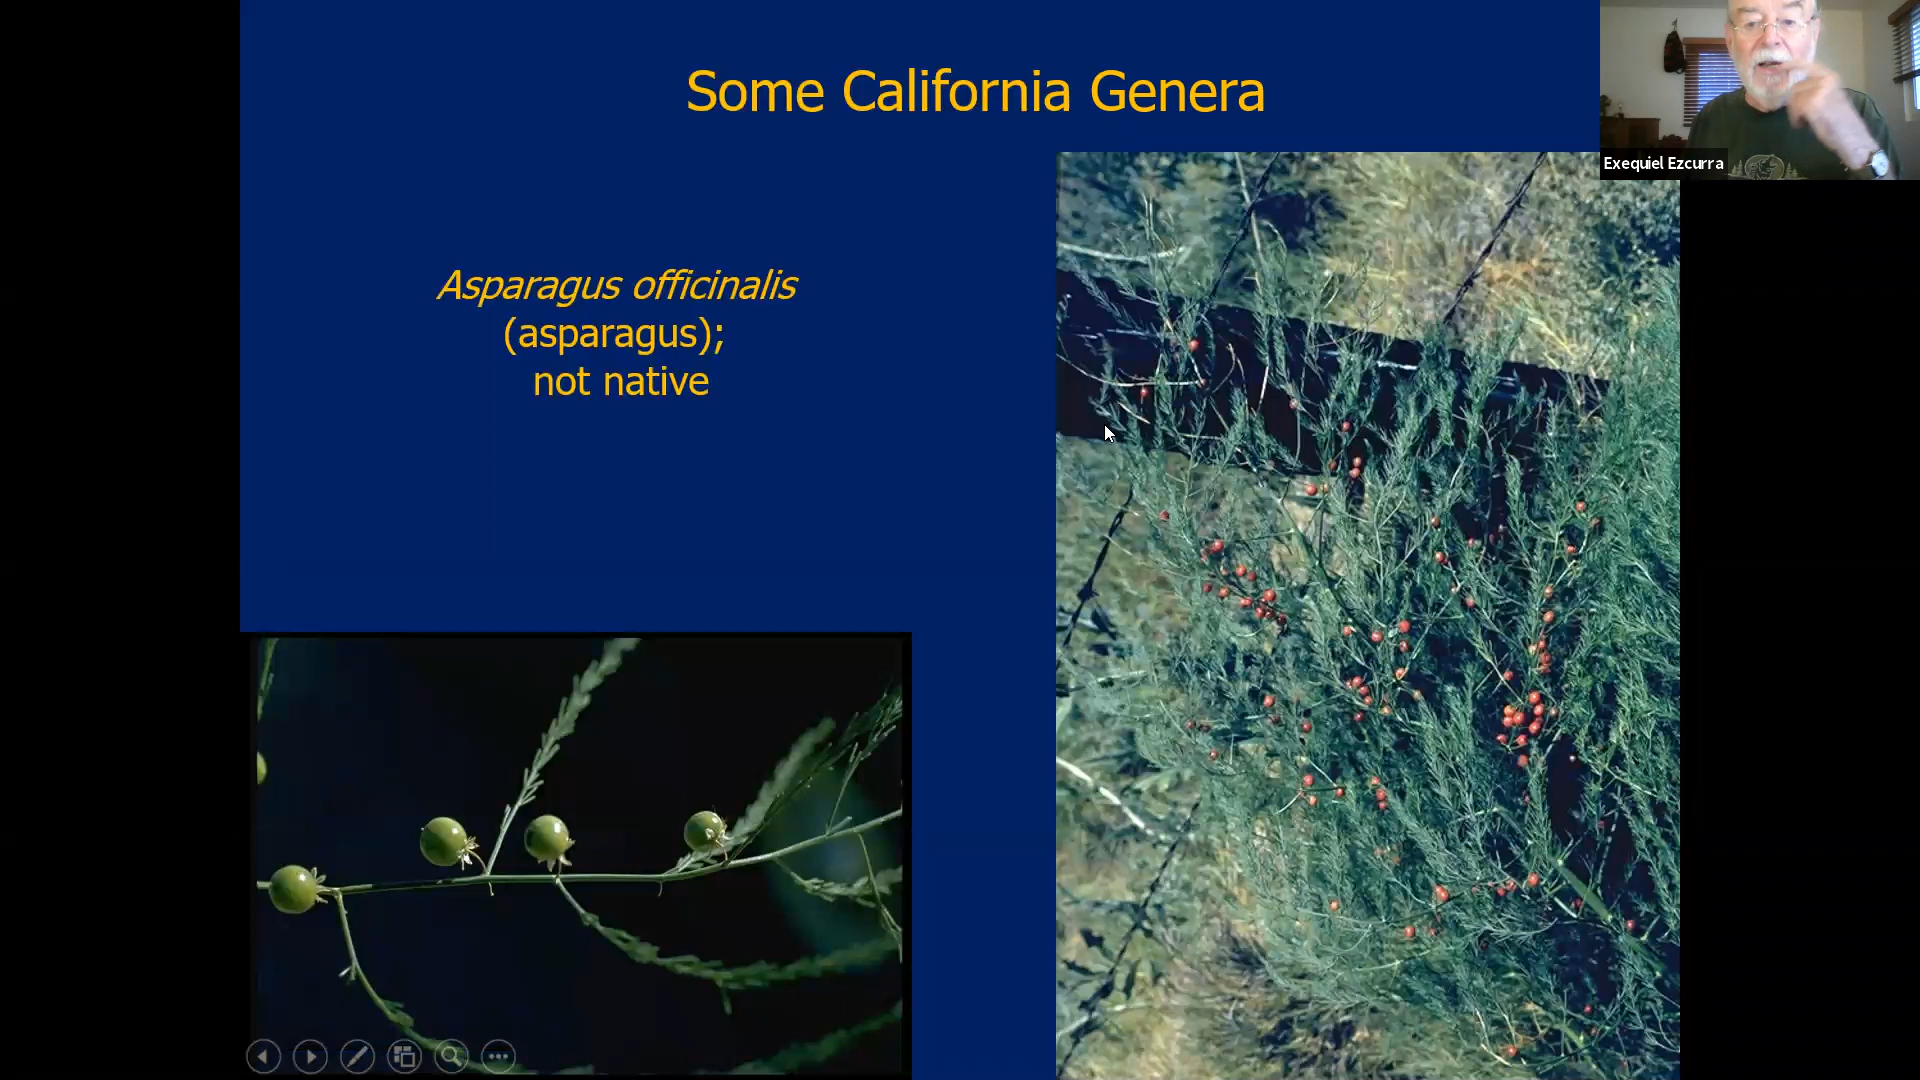 Some California Genera
Exequiel Ezcurra
Asparagus officinalis
(asparagus);
not native